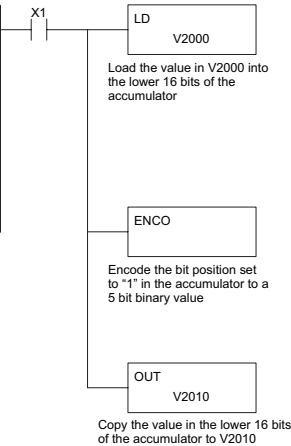 X1
LD
V2000
Load the value in V2000 into
the lower 16 bits of the
accumulator
ENCO
Encode the bit position set
to “1” in the accumulator to a
5 bit binary value
OUT
V2010
Copy the value in the lower 16 bits
of the accumulator to V2010